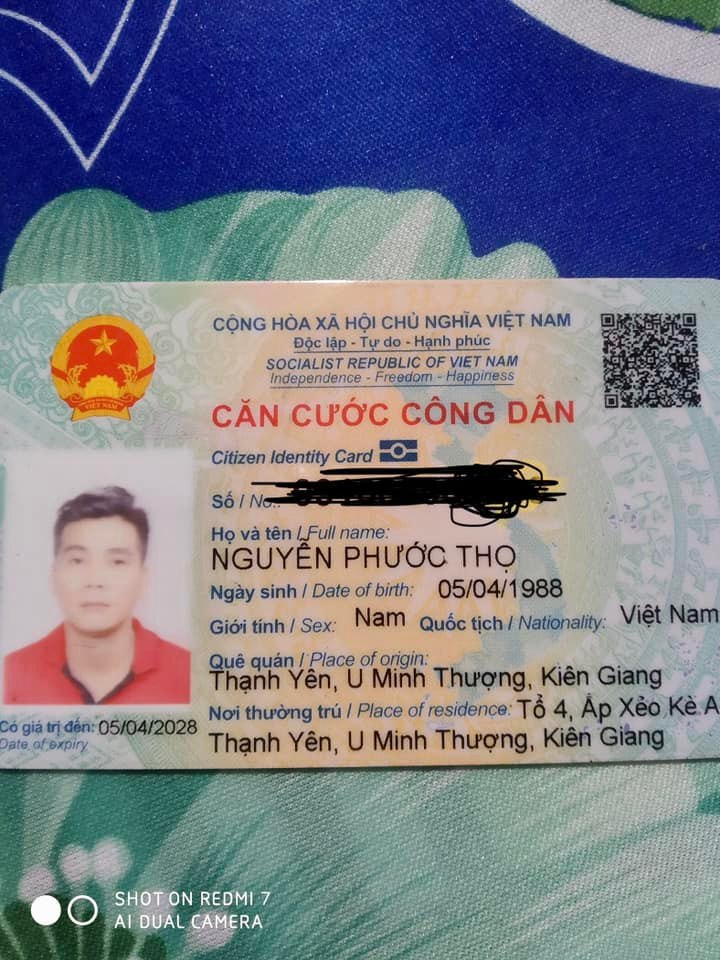 CỘNG HÒA XÃ HỘI CHỦ NGHĨA VIỆT NAM
Độc lập - Tự do - Hạnh phúc
SOCIALIST REPUBLIC OF VIET NAM
Independence - Freedom - Happiness
CĂN CƯỚC CÔNG DÂN
Citizen Identity Card
Số / No.:
Họ và tên / Full name:
NGUYỄN PHƯỚC THỌ
Ngày sinh / Date of birth: 05/04/1988
Giới tính / Sex: Nam Quốc tịch / Nationality: Việt Nam
Quê quán / Place of origin:
Thạnh Yên, U Minh Thượng, Kiên Giang
Nơi thường trú / Place of residence: Tổ 4, Ấp Xẻo Kè A
Thạnh Yên, U Minh Thượng, Kiên Giang
Có giá trị đến: 05/04/2028
Date of expiry
VIỆT NAM
SHOT ON REDMI 7
AI DUAL CAMERA